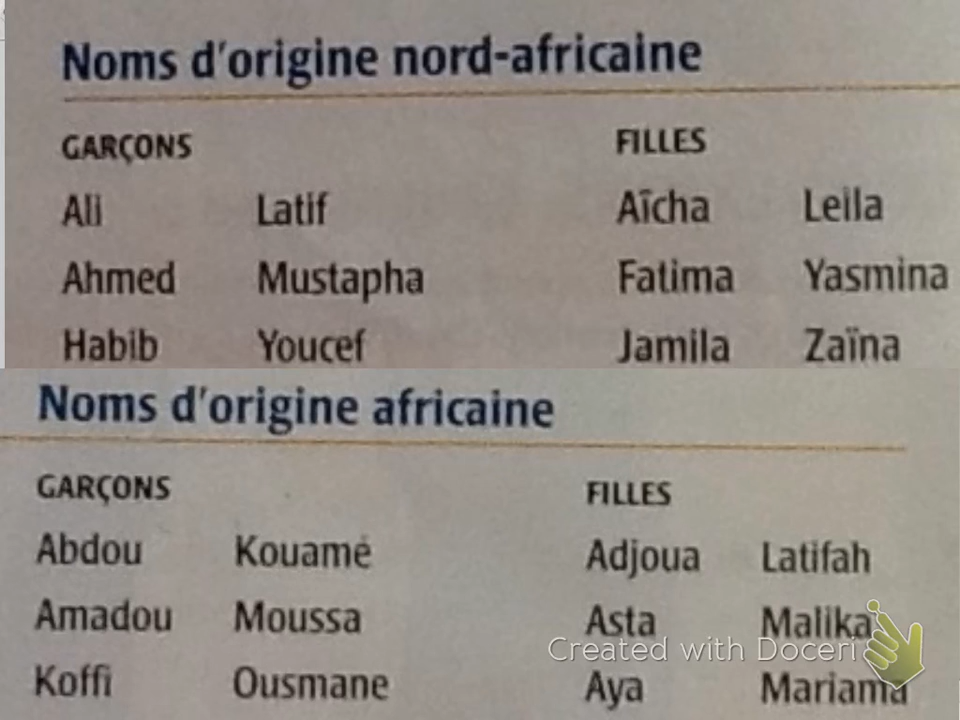 Noms d'origine nord-africaine
GARÇONS FILLES
Ali Latif Aïcha Leila
Ahmed Mustapha Fatima Yasmina
Habib Youcef Jamila Zaïna
Noms d'origine africaine
GARÇONS FILLES
Abdou Kouamé Adjoua Latifah
Amadou Moussa Asta Malika
Created with Doceri
Koffi Ousmane Aya Mariama